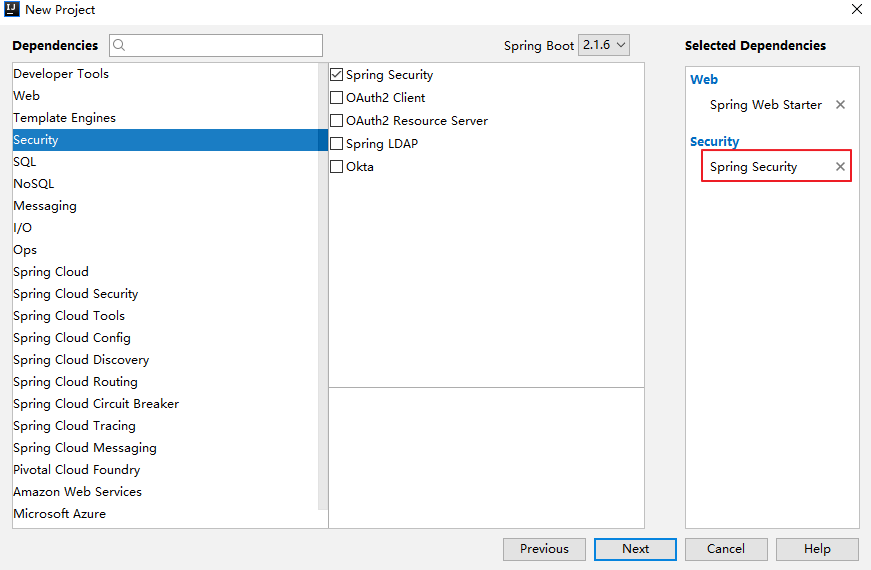 IJ New Project
Dependencies
Spring Boot 2.1.6
Selected Dependencies
Developer Tools
Web
Template Engines
Security
SQL
NoSQL
Messaging
I/O
Ops
Spring Cloud
Spring Cloud Security
Spring Cloud Tools
Spring Cloud Config
Spring Cloud Discovery
Spring Cloud Routing
Spring Cloud Circuit Breaker
Spring Cloud Tracing
Spring Cloud Messaging
Pivotal Cloud Foundry
Amazon Web Services
Microsoft Azure
Spring Security
OAuth2 Client
OAuth2 Resource Server
Spring LDAP
Okta
Web
Spring Web Starter
Security
Spring Security
Previous
Next
Cancel
Help